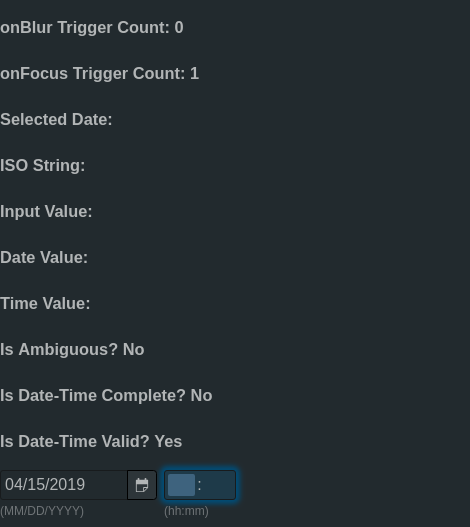 onBlur Trigger Count: 0
onFocus Trigger Count: 1
Selected Date:
ISO String:
Input Value:
Date Value:
Time Value:
Is Ambiguous? No
Is Date-Time Complete? No
Is Date-Time Valid? Yes
04/15/2019 :
(MM/DD/YYYY) (hh:mm)